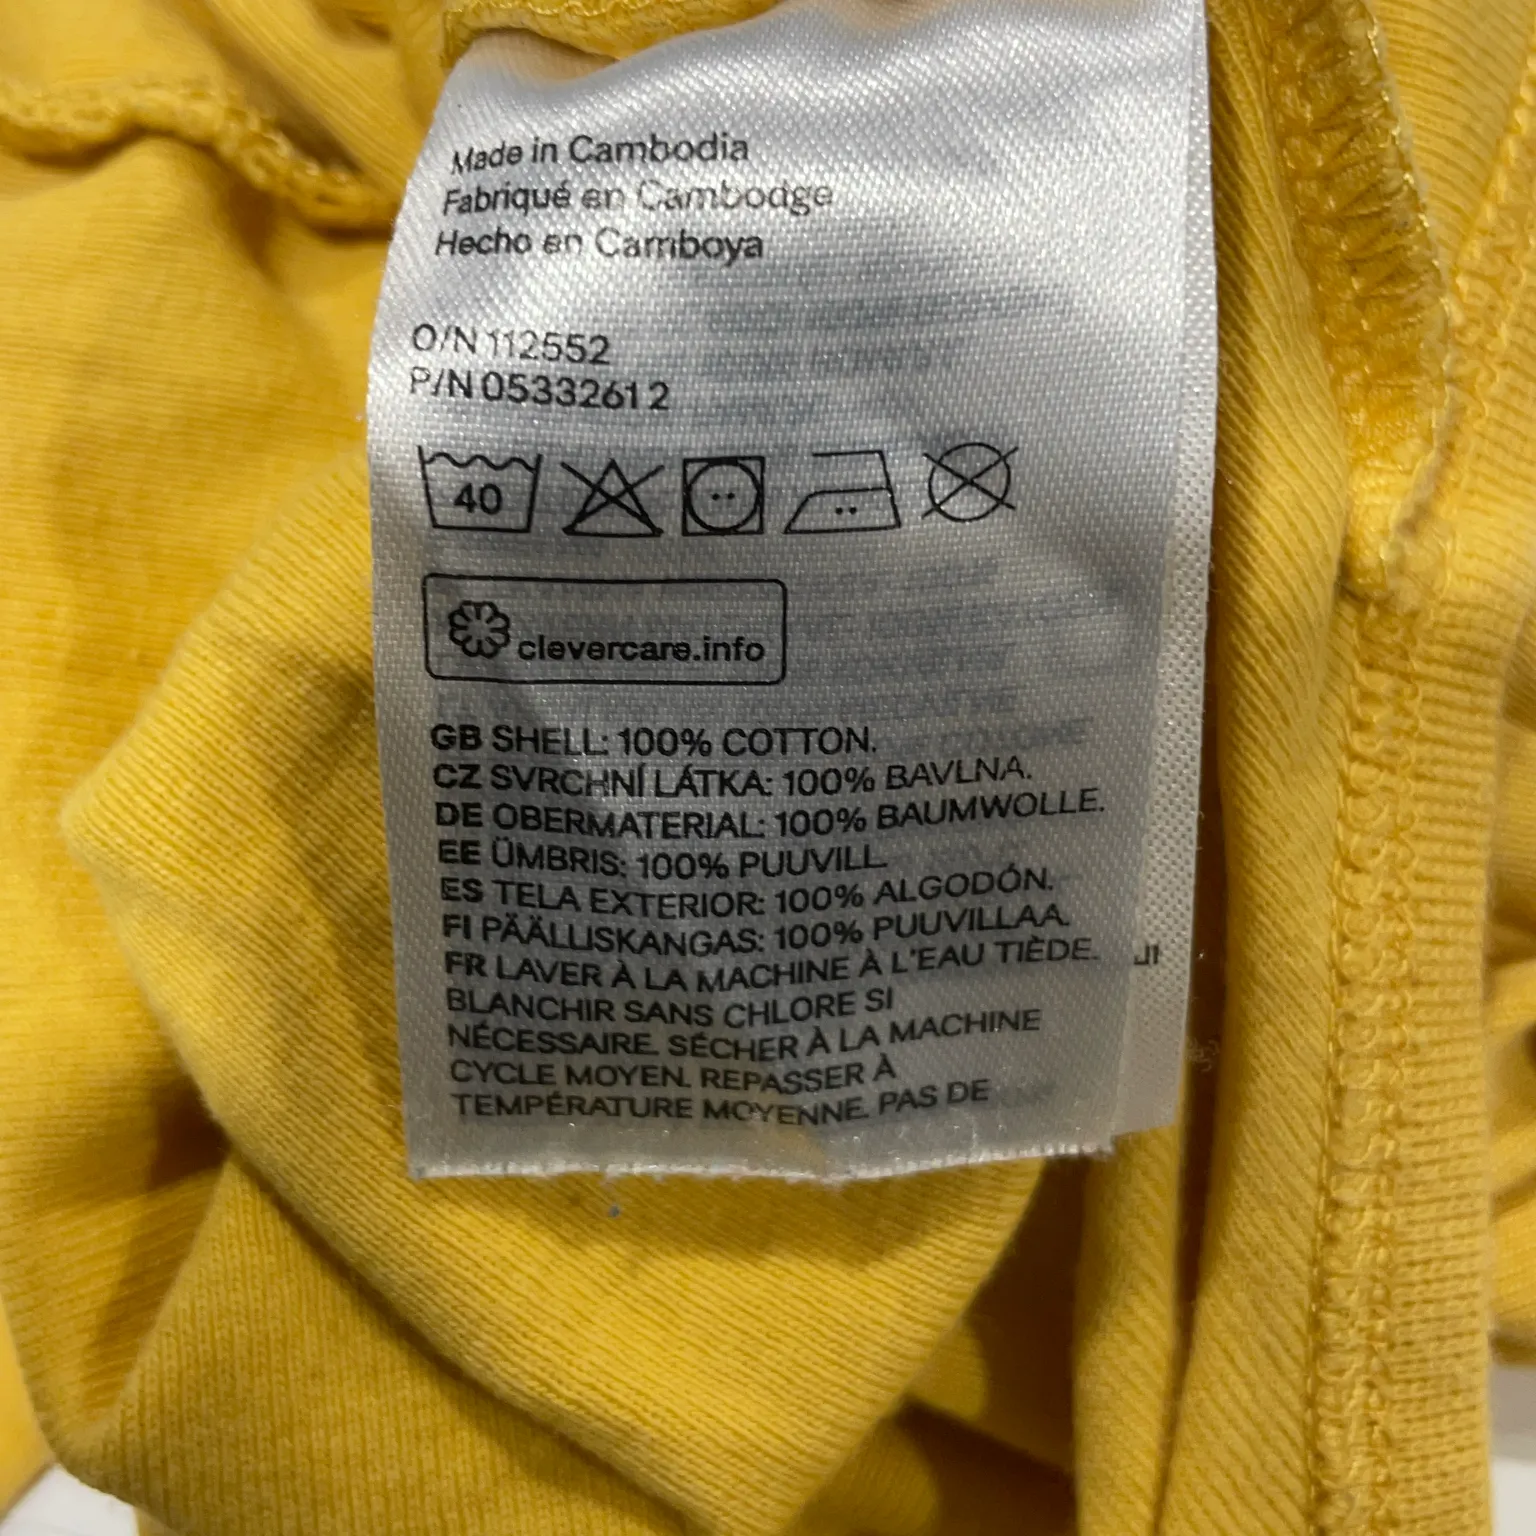 Made in Cambodia
Fabriqué en Cambodge
Hecho en Camboya
O/N 112552
P/N 05332612
40
clevercare.info
GB SHELL: 100% COTTON.
CZ SVRCHNÍ LÁTKA: 100% BAVLNA.
DE OBERMATERIAL: 100% BAUMWOLLE.
EE ÜMBRIS: 100% PUUVILL.
ES TELA EXTERIOR: 100% ALGODÓN.
FI PÄÄLLISKANGAS: 100% PUUVILLAA.
FR LAVER À LA MACHINE À L'EAU TIÈDE.
BLANCHIR SANS CHLORE SI
NÉCESSAIRE. SÉCHER À LA MACHINE
CYCLE MOYEN. REPASSER À
TEMPÉRATURE MOYENNE. PAS DE